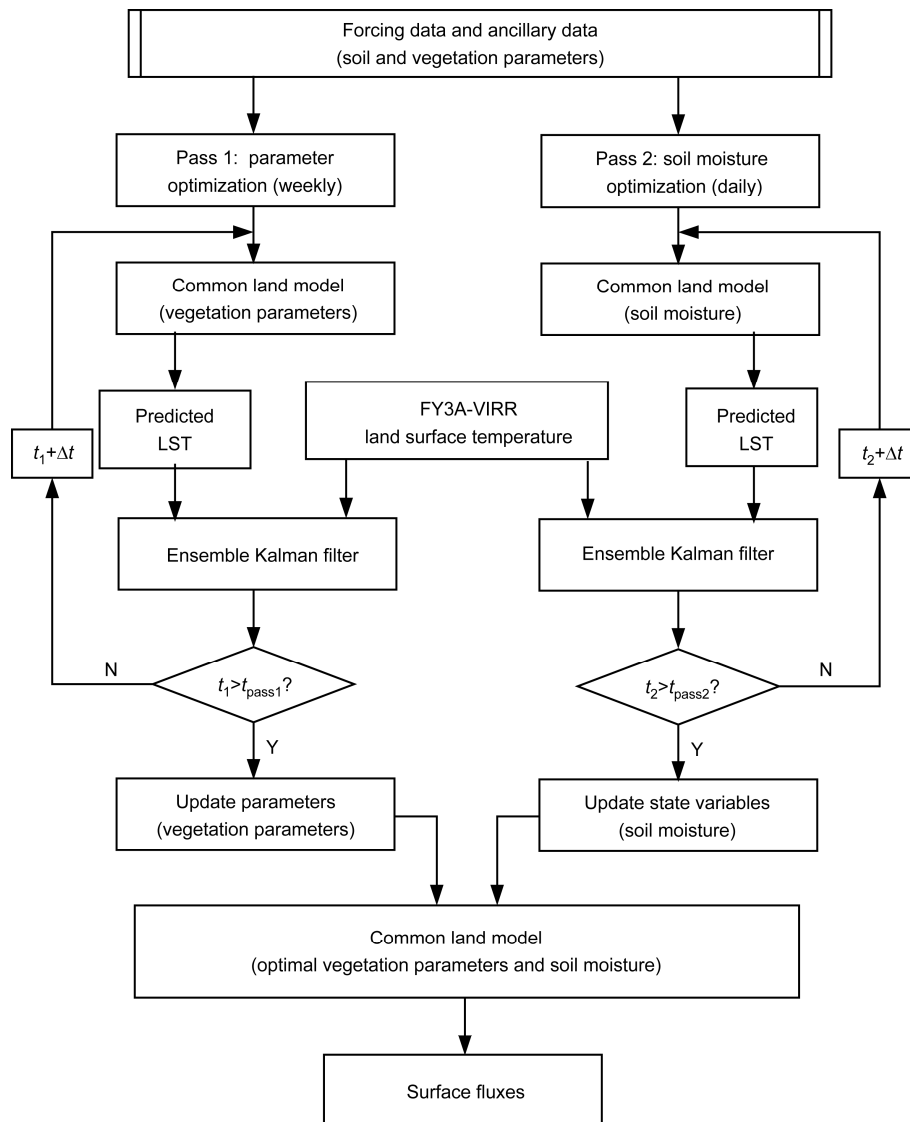 Forcing data and ancillary data
(soil and vegetation parameters)
Pass 1:  parameter
optimization (weekly)
Pass 2: soil moisture
optimization (daily)
Common land model
(vegetation parameters)
Common land model
(soil moisture)
Predicted
LST
FY3A-VIRR
land surface temperature
Predicted
LST
t₁+Δt
t₂+Δt
Ensemble Kalman filter
Ensemble Kalman filter
N
t₁>t_pass1?
t₂>t_pass2?
N
Y
Y
Update parameters
(vegetation parameters)
Update state variables
(soil moisture)
Common land model
(optimal vegetation parameters and soil moisture)
Surface fluxes